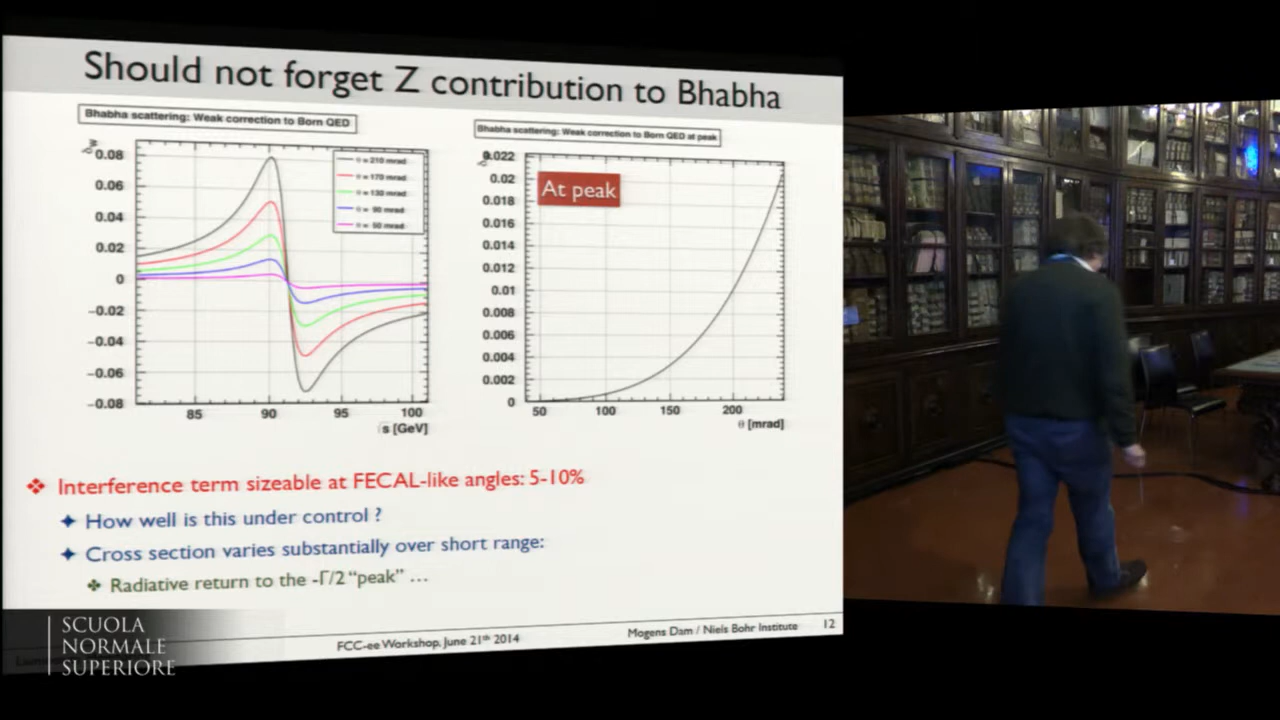 Should not forget Z contribution to Bhabha
Bhabha scattering: Weak correction to Born QED
0.08
0.06
0.04
0.02
0
−0.02
−0.04
−0.06
−0.08
85
90
95
100
s [GeV]
θ = 210 mrad
θ = 170 mrad
θ = 130 mrad
θ = 90 mrad
θ = 50 mrad
Bhabha scattering: Weak correction to Born QED at peak
At peak
0.022
0.02
0.018
0.016
0.014
0.012
0.01
0.008
0.006
0.004
0.002
0
50
100
150
200
θ [mrad]
❖ Interference term sizeable at FECAL-like angles: 5-10%
✦ How well is this under control ?
✦ Cross section varies substantially over short range:
❖ Radiative return to the -Γ/2 “peak” …
FCC-ee Workshop, June 21th 2014
Mogens Dam / Niels Bohr Institute
12
SCUOLA
NORMALE
SUPERIORE